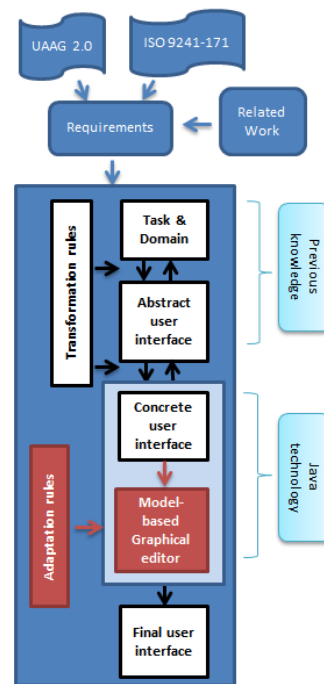 UAAG 2.0
ISO 9241-171
Requirements
Related
Work
Transformation rules
Task &
Domain
Abstract
user
interface
Previous
knowledge
Concrete
user
interface
Adaptation rules
Model-
based
Graphical
editor
Java
technology
Final user
interface